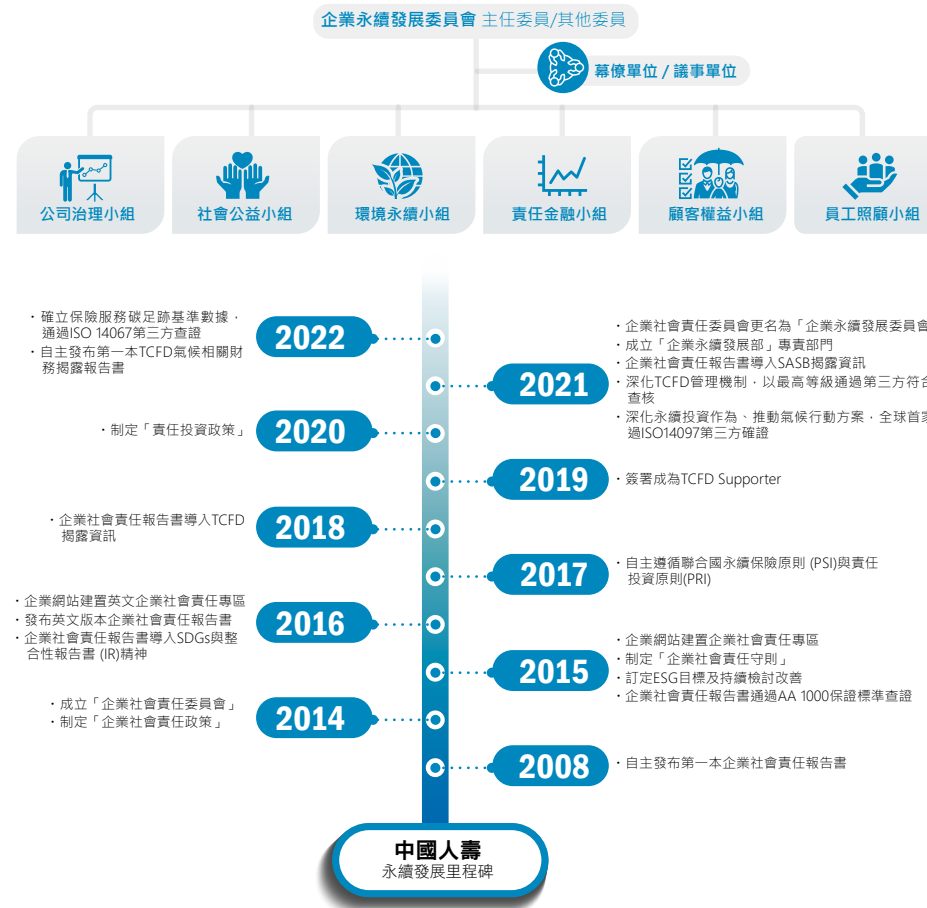 企業永續發展委員會 主任委員/其他委員
幕僚單位 / 議事單位
公司治理小組
社會公益小組
環境永續小組
責任金融小組
顧客權益小組
員工照顧小組
・確立保險服務碳足跡基準數據，
通過ISO 14067第三方查證
・自主發布第一本TCFD氣候相關財
務揭露報告書
2022
2021
・企業社會責任委員會更名為「企業永續發展委員會
・成立「企業永續發展部」專責部門
・企業社會責任報告書導入SASB揭露資訊
・深化TCFD管理機制，以最高等級通過第三方符合
查核
・深化永續投資作為、推動氣候行動方案，全球首家
過ISO14097第三方確證
・制定「責任投資政策」
2020
2019
・簽署成為TCFD Supporter
・企業社會責任報告書導入TCFD
揭露資訊
2018
2017
・自主遵循聯合國永續保險原則 (PSI)與責任
投資原則(PRI)
・企業網站建置英文企業社會責任專區
・發布英文版本企業社會責任報告書
・企業社會責任報告書導入SDGs與整
合性報告書 (IR)精神
2016
2015
・企業網站建置企業社會責任專區
・制定「企業社會責任守則」
・訂定ESG目標及持續檢討改善
・企業社會責任報告書通過AA 1000保證標準查證
・成立「企業社會責任委員會」
・制定「企業社會責任政策」
2014
2008
・自主發布第一本企業社會責任報告書
中國人壽
永續發展里程碑